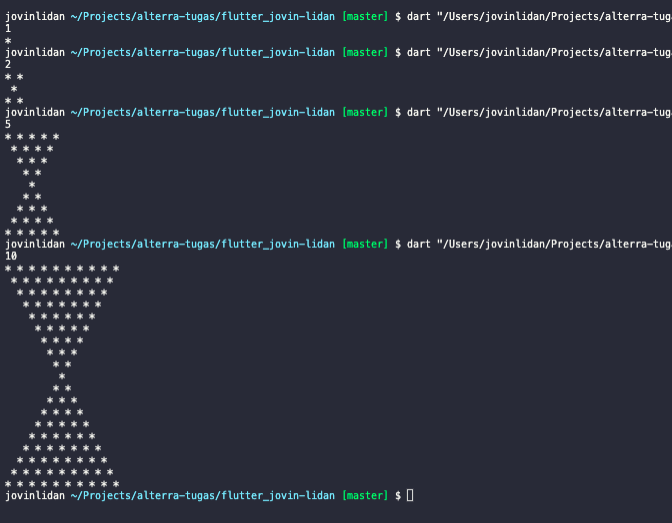 jovinlidan ~/Projects/alterra-tugas/flutter_jovin-lidan [master] $ dart "/Users/jovinlidan/Projects/alterra-tuga
1
*
jovinlidan ~/Projects/alterra-tugas/flutter_jovin-lidan [master] $ dart "/Users/jovinlidan/Projects/alterra-tuga
2
* *
 *
* *
jovinlidan ~/Projects/alterra-tugas/flutter_jovin-lidan [master] $ dart "/Users/jovinlidan/Projects/alterra-tuga
5
* * * * *
 * * * *
  * * *
   * *
    *
   * *
  * * *
 * * * *
* * * * *
jovinlidan ~/Projects/alterra-tugas/flutter_jovin-lidan [master] $ dart "/Users/jovinlidan/Projects/alterra-tuga
10
* * * * * * * * * *
 * * * * * * * * *
  * * * * * * * *
   * * * * * * *
    * * * * * *
     * * * * *
      * * * *
       * * *
        * *
         *
        * *
       * * *
      * * * *
     * * * * *
    * * * * * *
   * * * * * * *
  * * * * * * * *
 * * * * * * * * *
* * * * * * * * * *
jovinlidan ~/Projects/alterra-tugas/flutter_jovin-lidan [master] $